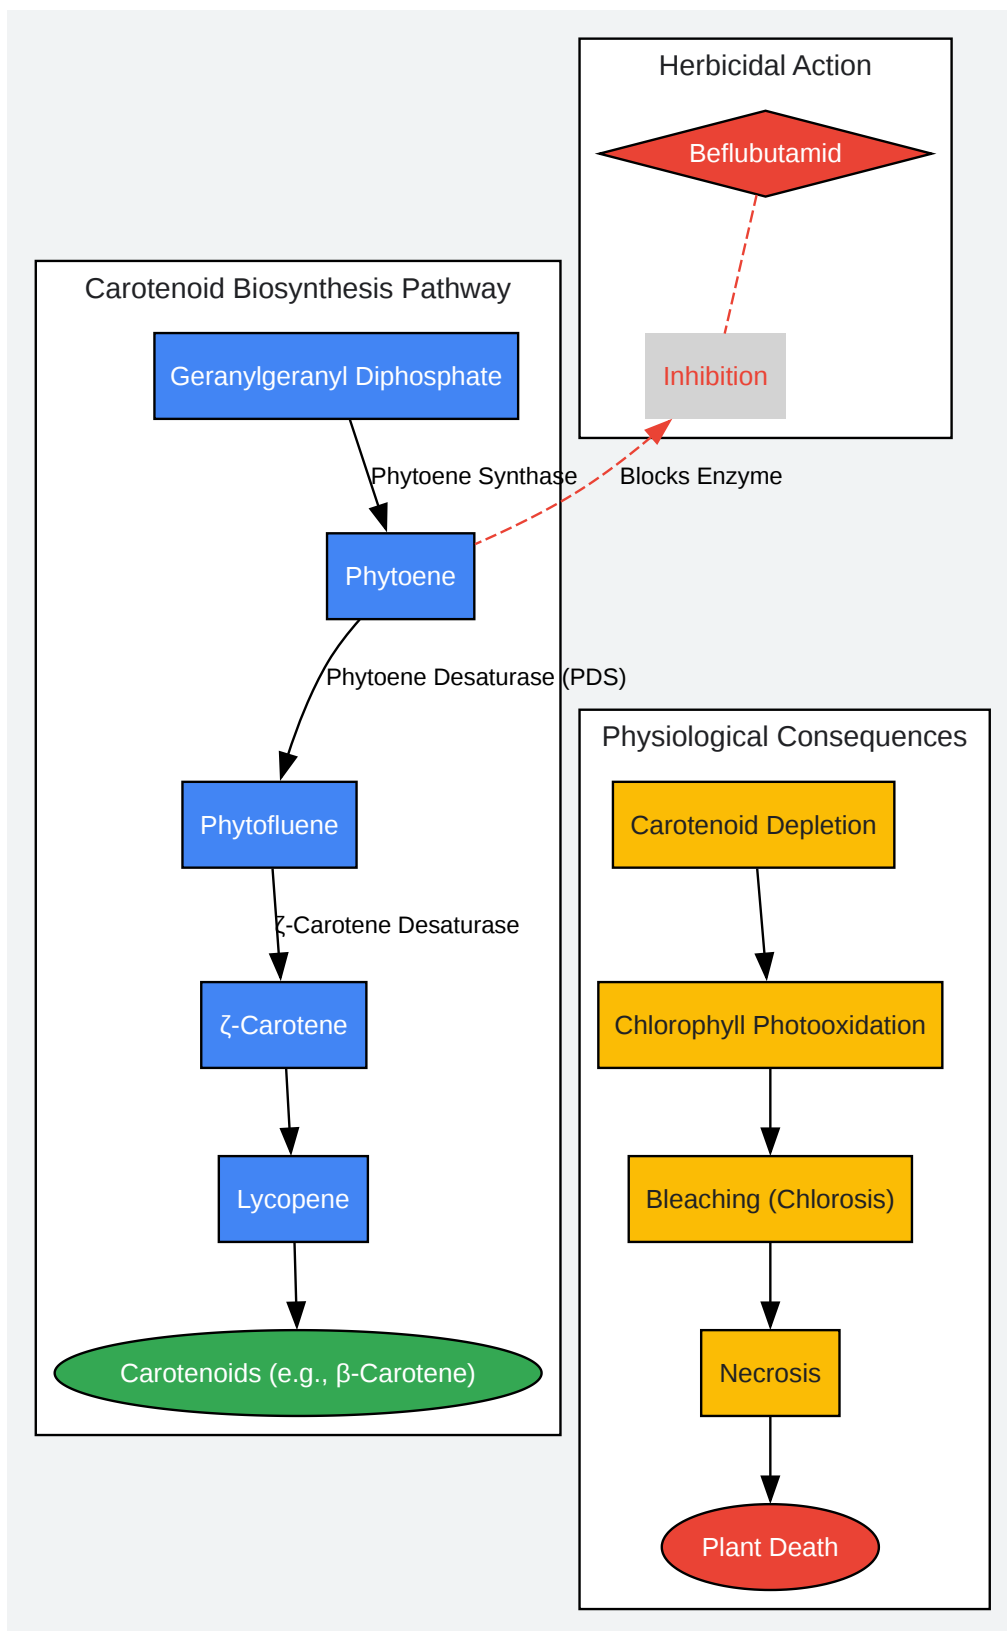 Herbicidal Action
Beflubutamid
Inhibition
Blocks Enzyme
Carotenoid Biosynthesis Pathway
Geranylgeranyl Diphosphate
Phytoene Synthase
Phytoene
Phytoene Desaturase (PDS)
Phytofluene
ζ-Carotene Desaturase
ζ-Carotene
Lycopene
Carotenoids (e.g., β-Carotene)
Physiological Consequences
Carotenoid Depletion
Chlorophyll Photooxidation
Bleaching (Chlorosis)
Necrosis
Plant Death